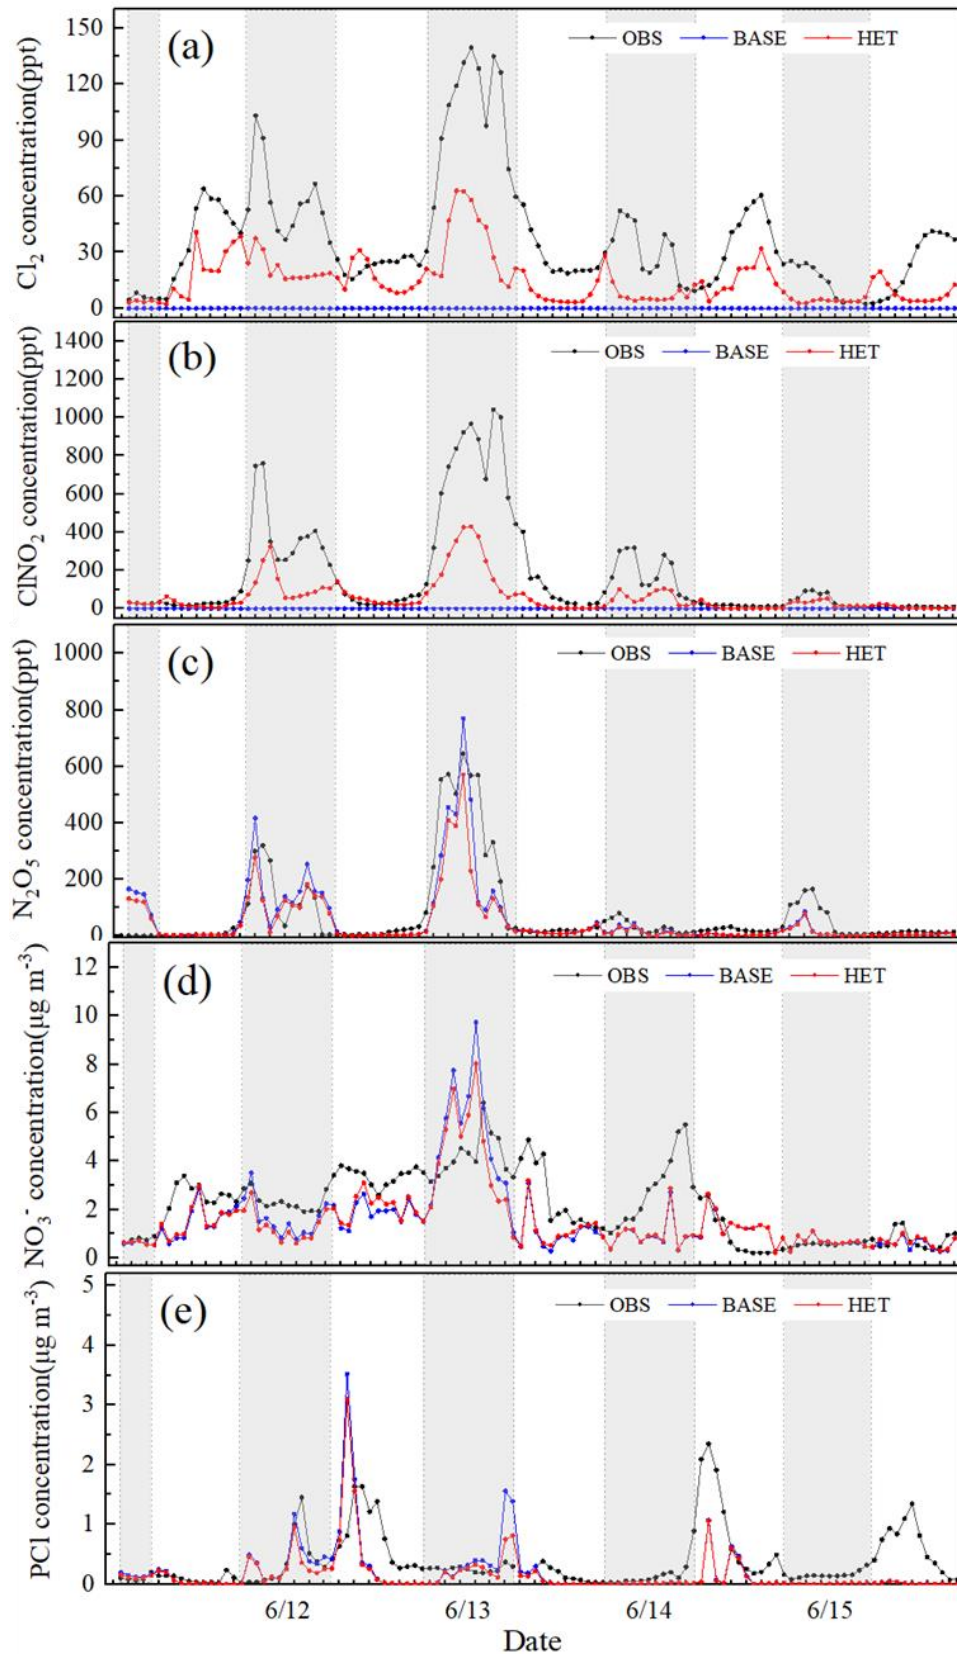 (a)
OBS BASE HET
Cl2 concentration(ppt)
150
120
90
60
30
0
(b)
OBS BASE HET
ClNO2 concentration(ppt)
1400
1200
1000
800
600
400
200
0
(c)
OBS BASE HET
N2O5 concentration(ppt)
1000
800
600
400
200
0
(d)
OBS BASE HET
NO3- concentration(μg m-3)
12
10
8
6
4
2
0
(e)
OBS BASE HET
PCl concentration(μg m-3)
5
4
3
2
1
0
6/12 6/13 6/14 6/15
Date